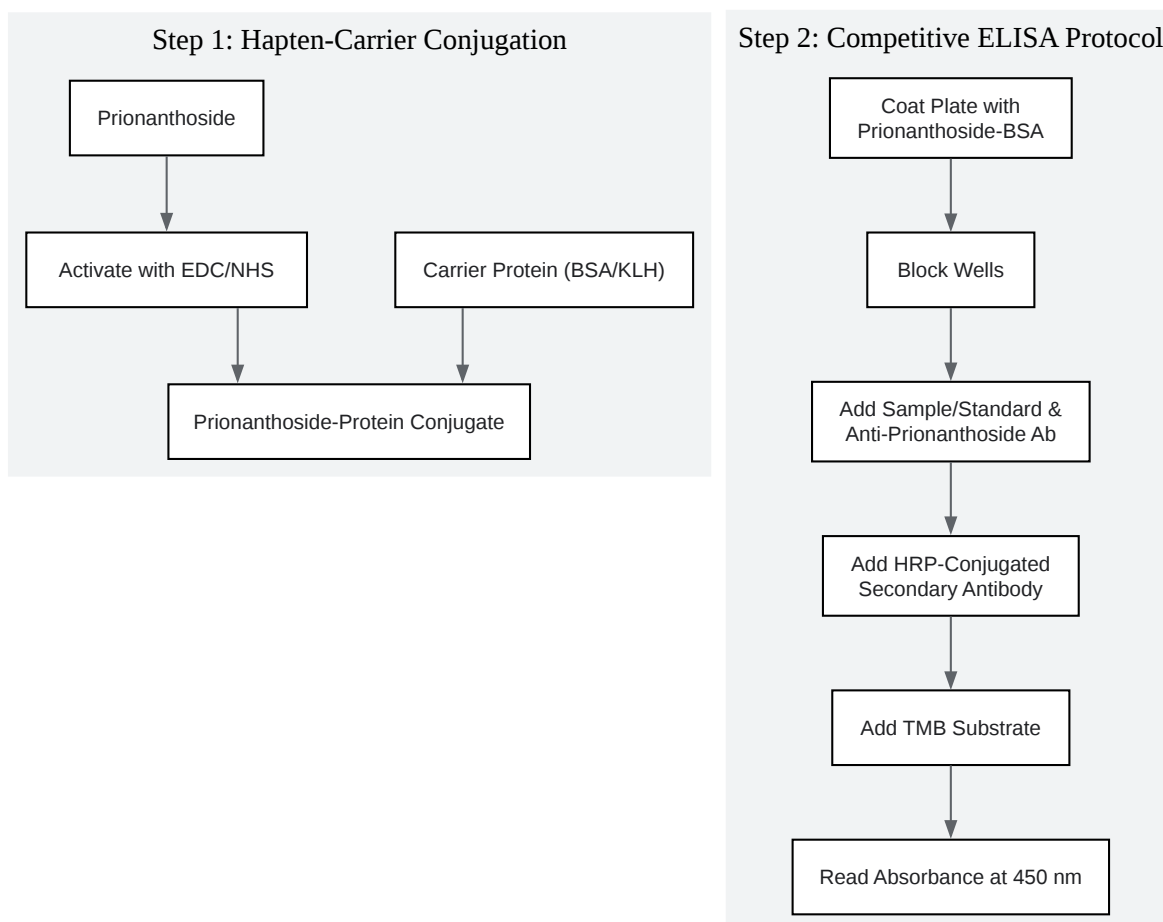 Step 1: Hapten-Carrier Conjugation
Prionanthoside
Activate with EDC/NHS
Carrier Protein (BSA/KLH)
Prionanthoside-Protein Conjugate
Step 2: Competitive ELISA Protocol
Coat Plate with
Prionanthoside-BSA
Block Wells
Add Sample/Standard &
Anti-Prionanthoside Ab
Add HRP-Conjugated
Secondary Antibody
Add TMB Substrate
Read Absorbance at 450 nm